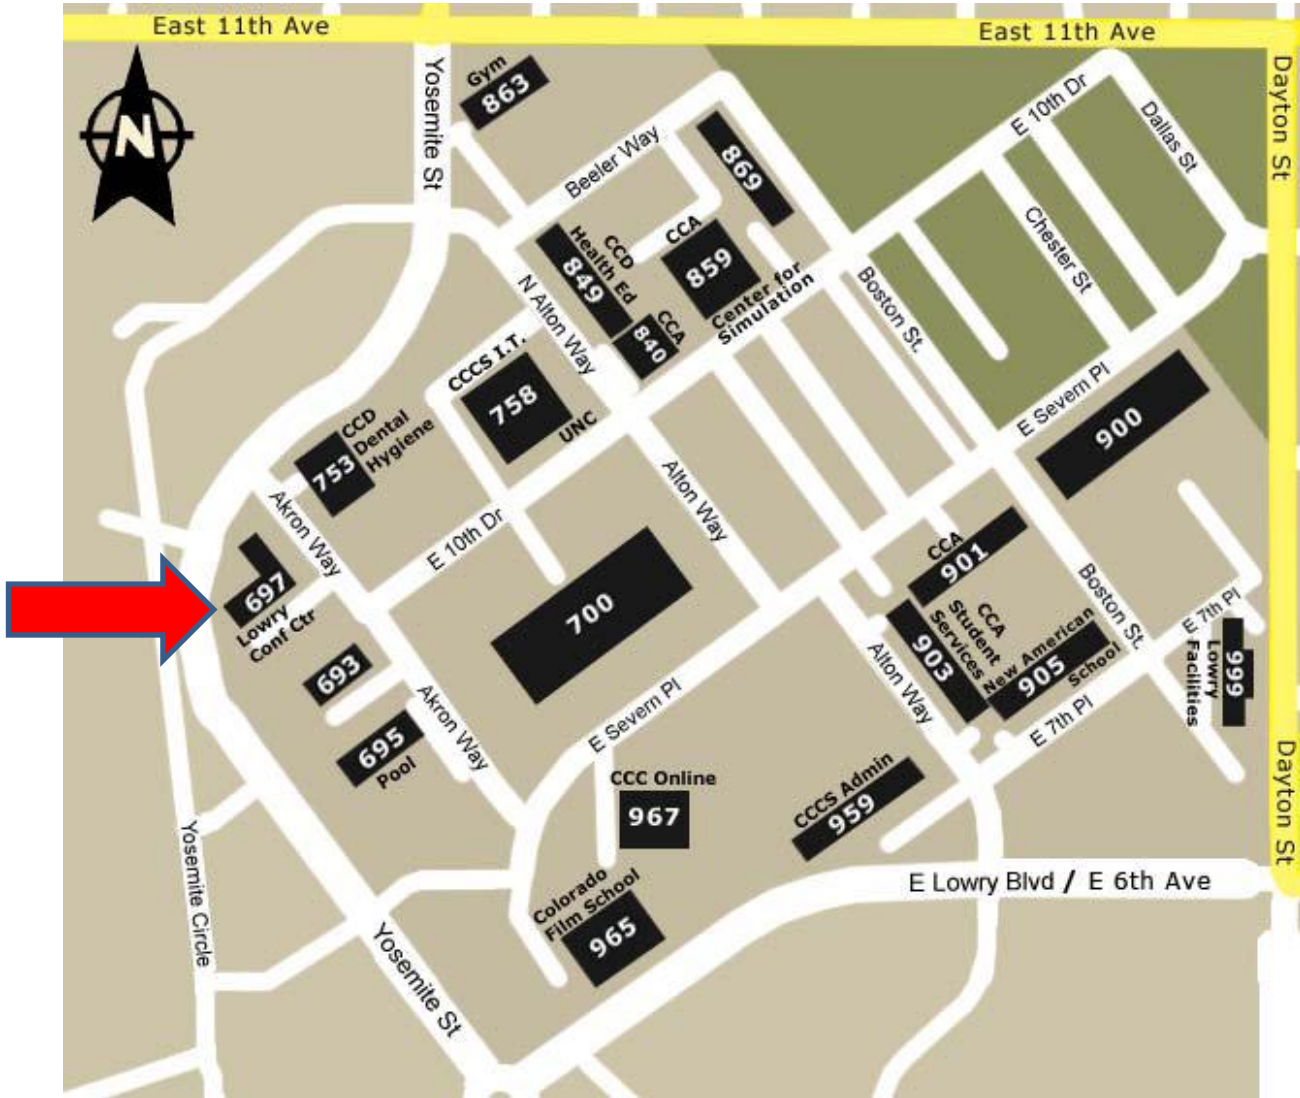 East 11th Ave
East 11th Ave
N
Yosemite St
Gym
863
Beeler Way
869
E 10th Dr
Dallas St
Dayton St
Chester St
CCD
Health Ed
849
CCA
859
Center for
Simulation
CCA
840
N Alton Way
Boston St.
CCCS I.T.
758
UNC
E Severn Pl
900
CCD
Dental
Hygiene
753
Akron Way
E 10th Dr
Alton Way
697
Lowry
Conf Ctr
700
CCA
901
Boston St.
E 7th Pl
693
CCA
Student
Services
903
New American
905
School
Lowry
Facilities
999
Alton Way
Akron Way
E Severn Pl
E 7th Pl
695
Pool
CCC Online
967
CCCS Admin
959
Dayton St
Yosemite Circle
Colorado
Film School
965
E Lowry Blvd / E 6th Ave
Yosemite St